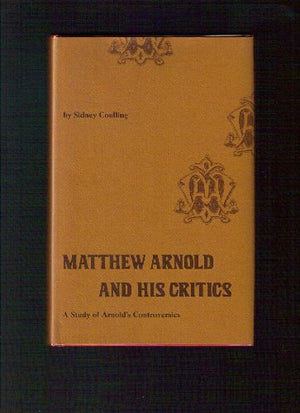 by Sidney Coulling
MATTHEW ARNOLD
AND HIS CRITICS
A Study of Arnold's Controversies